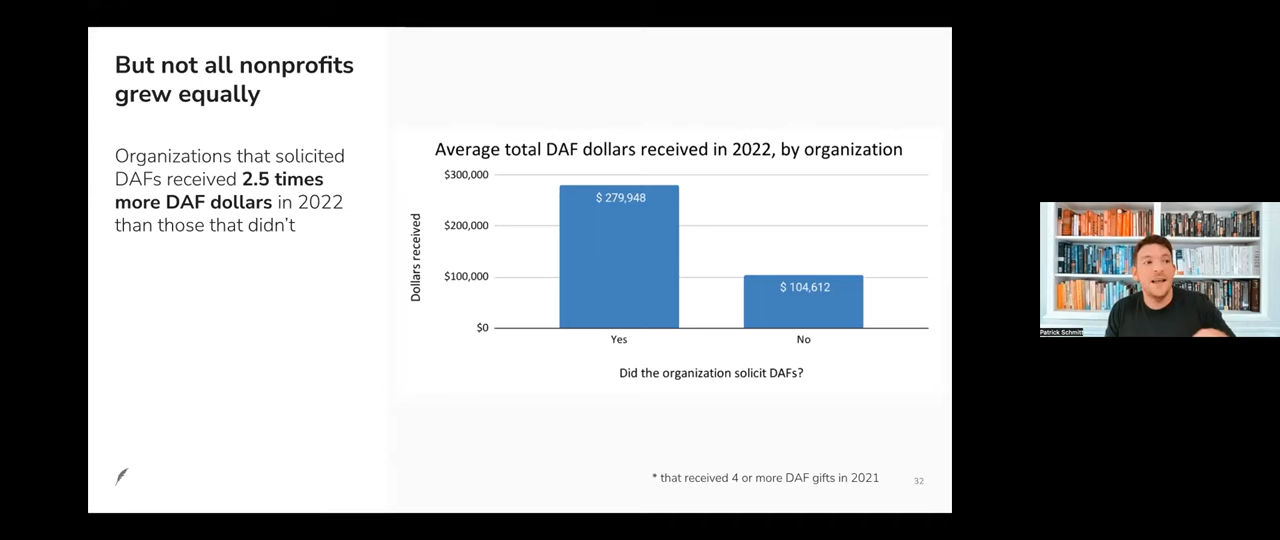 But not all nonprofits
grew equally
Organizations that solicited
DAFs received 2.5 times
more DAF dollars in 2022
than those that didn't
Average total DAF dollars received in 2022, by organization
$300,000
$200,000
$100,000
$0
Dollars received
$ 279,948
$ 104,612
Yes
No
Did the organization solicit DAFs?
* that received 4 or more DAF gifts in 2021
32
Patrick Schmitt